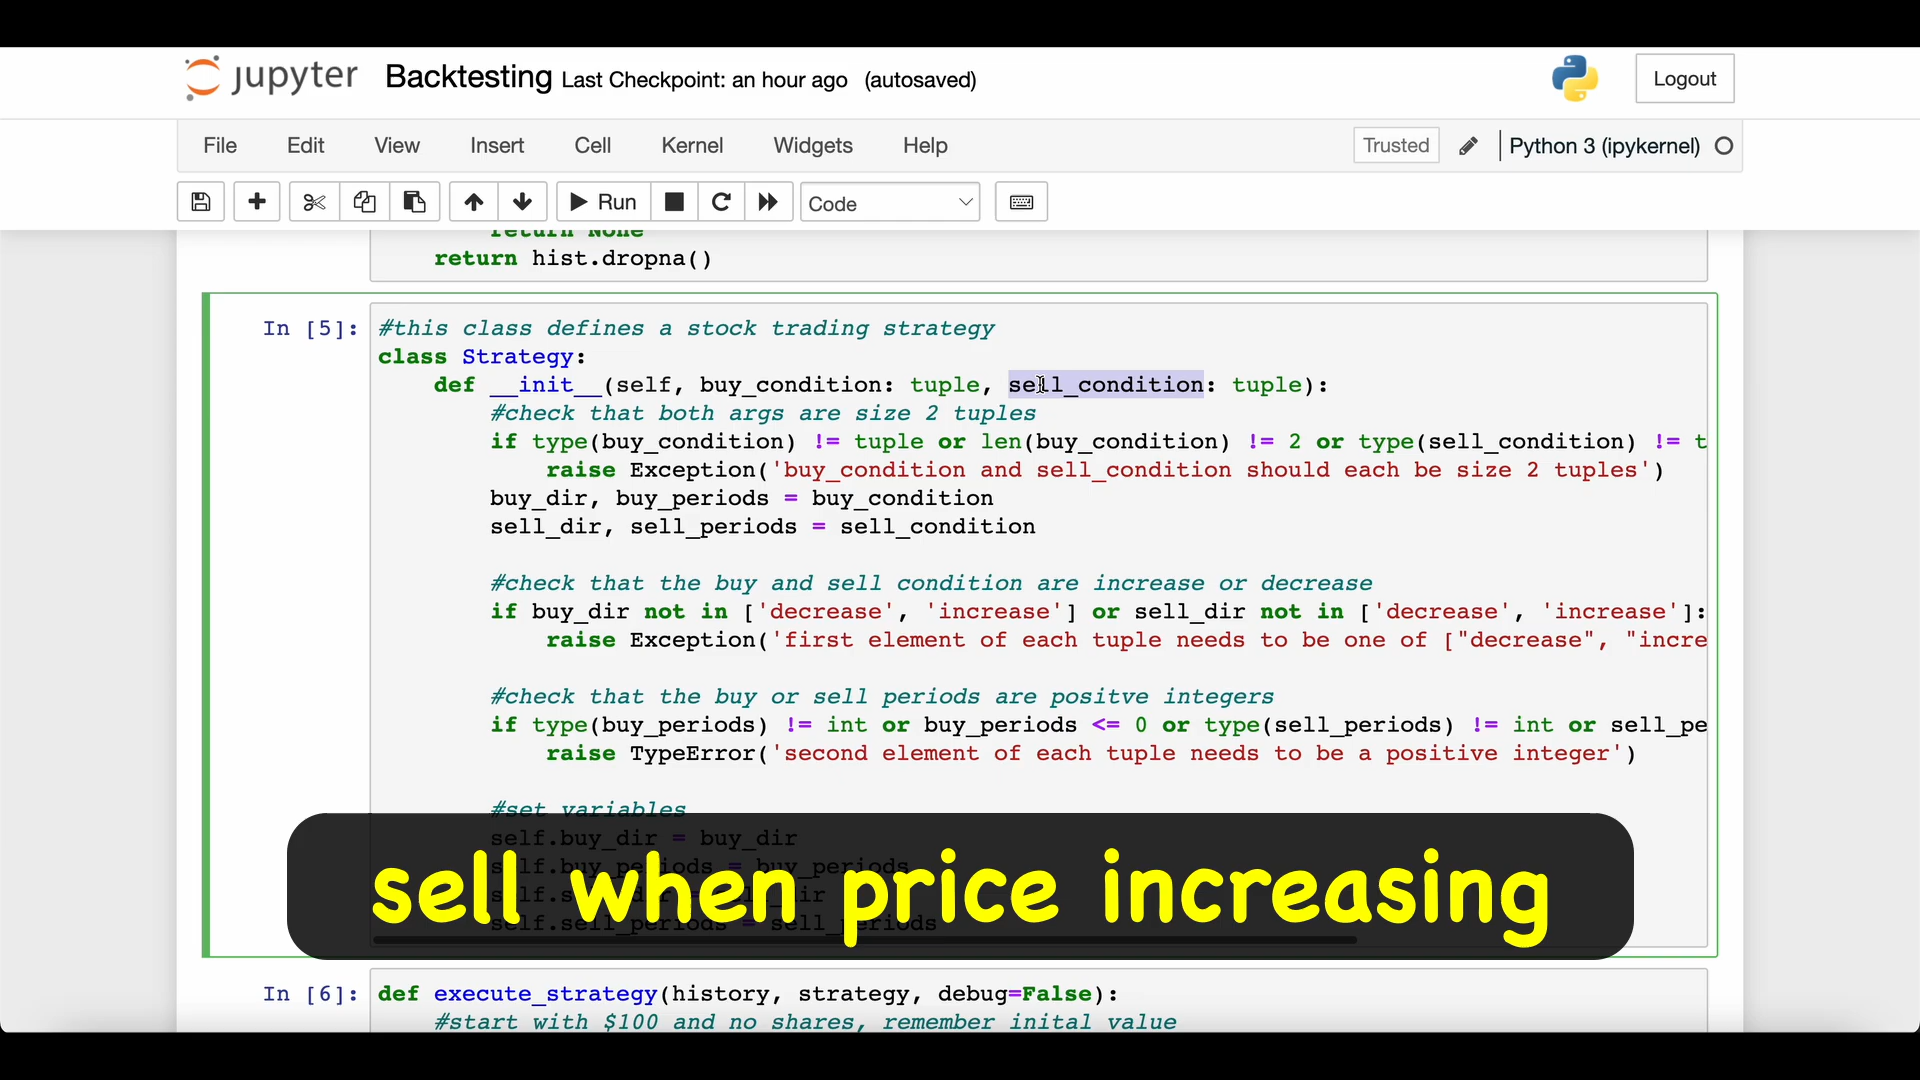 jupyter Backtesting Last Checkpoint: an hour ago (autosaved) Logout
File Edit View Insert Cell Kernel Widgets Help Trusted Python 3 (ipykernel)
Run Code
return None
return hist.dropna()
In [5]: #this class defines a stock trading strategy
class Strategy:
def __init__(self, buy_condition: tuple, sell_condition: tuple):
#check that both args are size 2 tuples
if type(buy_condition) != tuple or len(buy_condition) != 2 or type(sell_condition) != t
raise Exception('buy_condition and sell_condition should each be size 2 tuples')
buy_dir, buy_periods = buy_condition
sell_dir, sell_periods = sell_condition
#check that the buy and sell condition are increase or decrease
if buy_dir not in ['decrease', 'increase'] or sell_dir not in ['decrease', 'increase']:
raise Exception('first element of each tuple needs to be one of ["decrease", "incre
#check that the buy or sell periods are positve integers
if type(buy_periods) != int or buy_periods <= 0 or type(sell_periods) != int or sell_pe
raise TypeError('second element of each tuple needs to be a positive integer')
#set variables
self.buy_dir = buy_dir
self.buy_periods = buy_periods
sell when price increasing
self.sell_periods = sell_periods
In [6]: def execute_strategy(history, strategy, debug=False):
#start with $100 and no shares, remember inital value